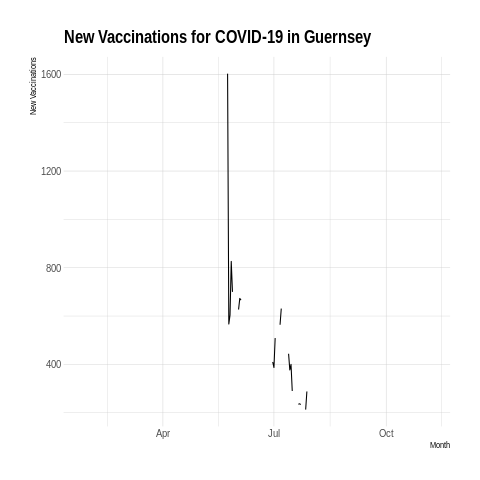 New Vaccinations for COVID-19 in Guernsey
New Vaccinations
1600
1200
800
400
Apr Jul Oct
Month